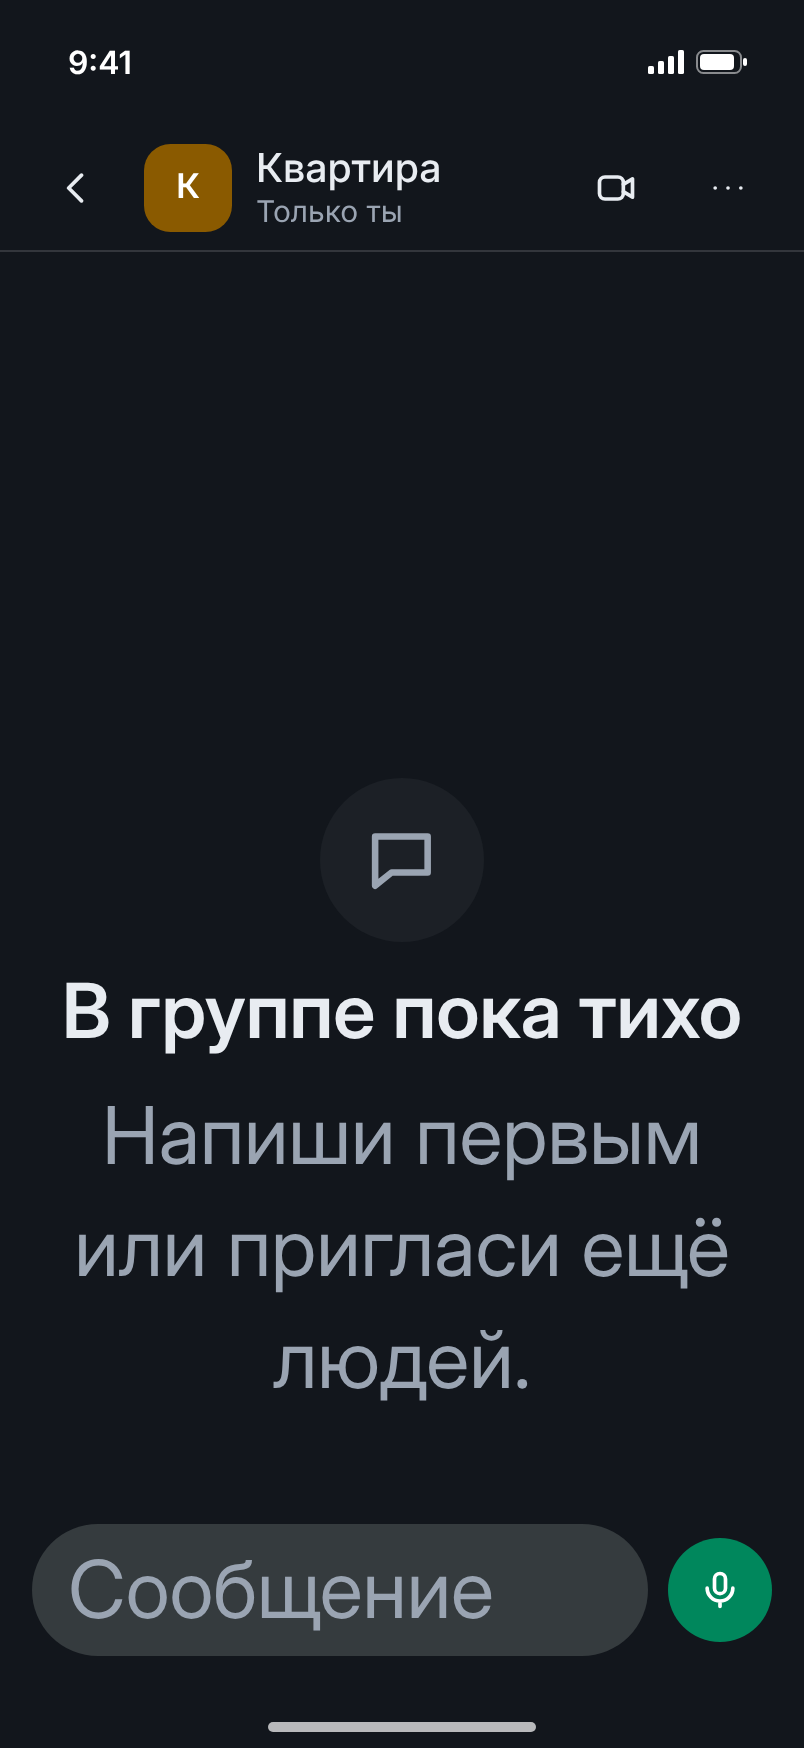 9:41
К
Квартира
Только ты
В группе пока тихо
Напиши первым
или пригласи ещё
людей.
Сообщение